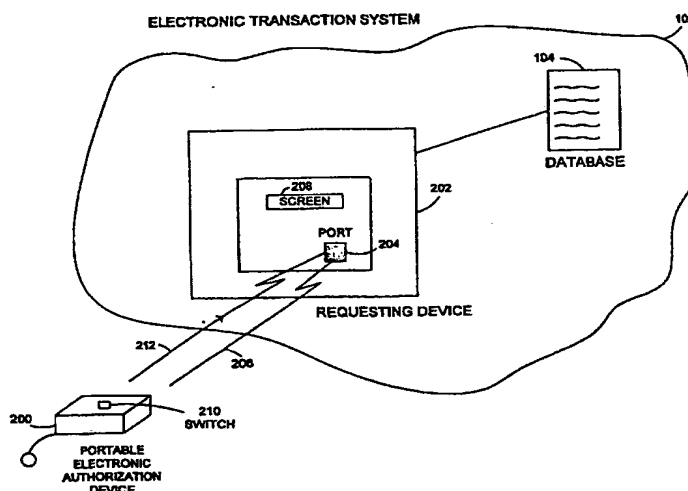 ELECTRONIC TRANSACTION SYSTEM
10
104
DATABASE
208
SCREEN
202
PORT
204
REQUESTING DEVICE
212
206
200
210
SWITCH
PORTABLE
ELECTRONIC
AUTHORIZATION
DEVICE